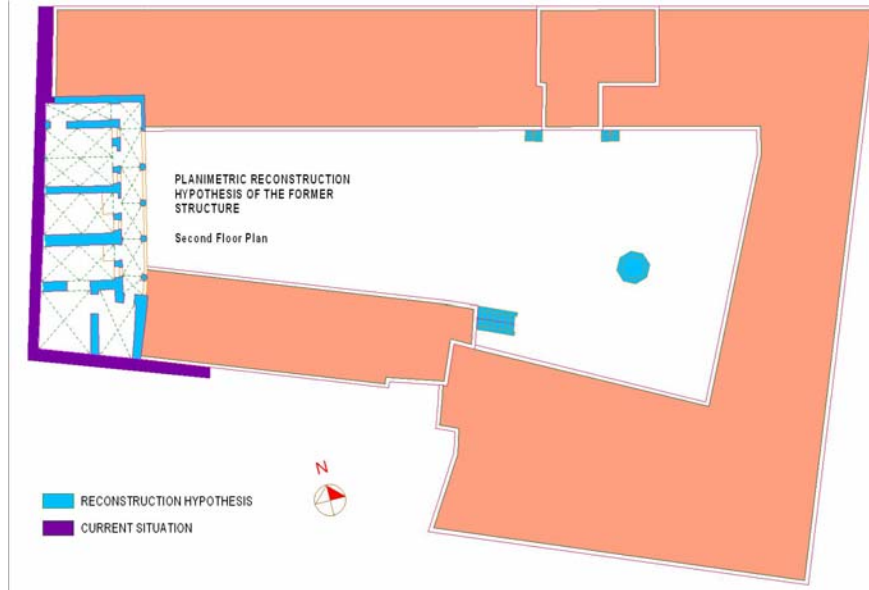 PLANIMETRIC RECONSTRUCTION
HYPOTHESIS OF THE FORMER
STRUCTURE
Second Floor Plan
N
RECONSTRUCTION HYPOTHESIS
CURRENT SITUATION